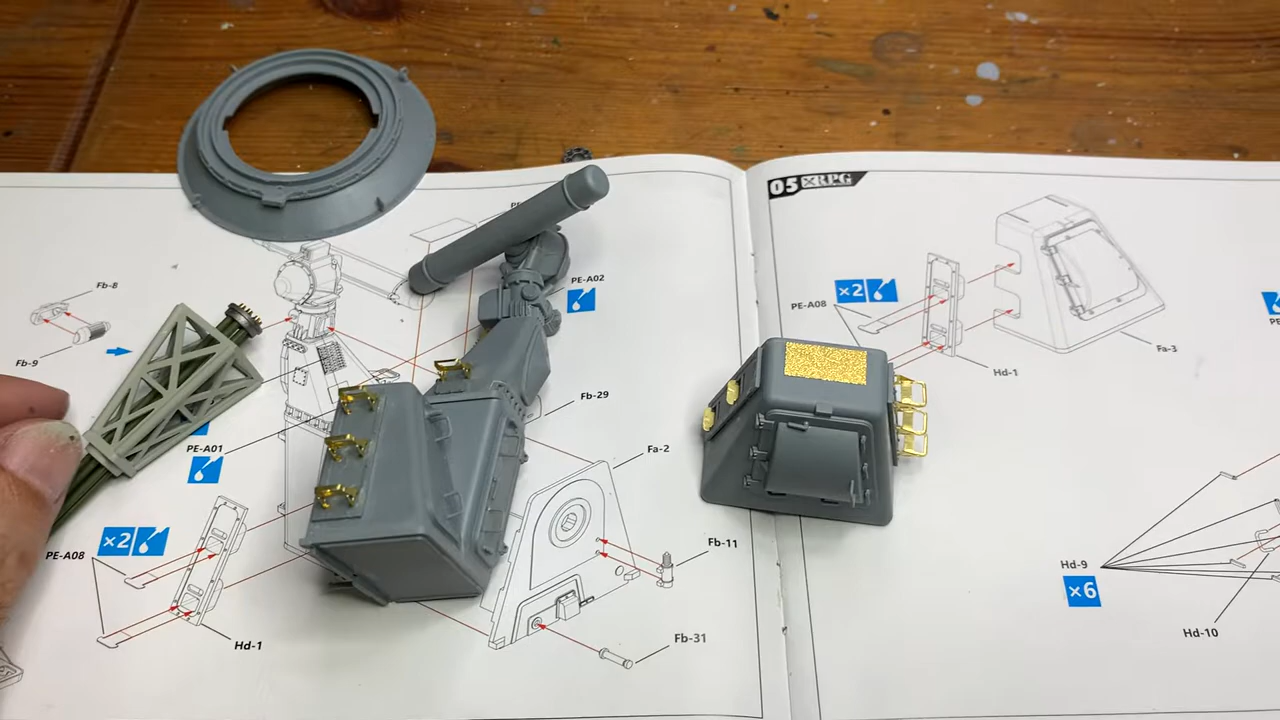 Fb-8
Fb-9
PE-A02
Fb-29
PE-A01
Fa-2
PE-A08
×2
Fb-11
Hd-1
Fb-31
05 RPG
PE-A08
×2
Fa-3
Hd-1
Hd-9
×6
Hd-10